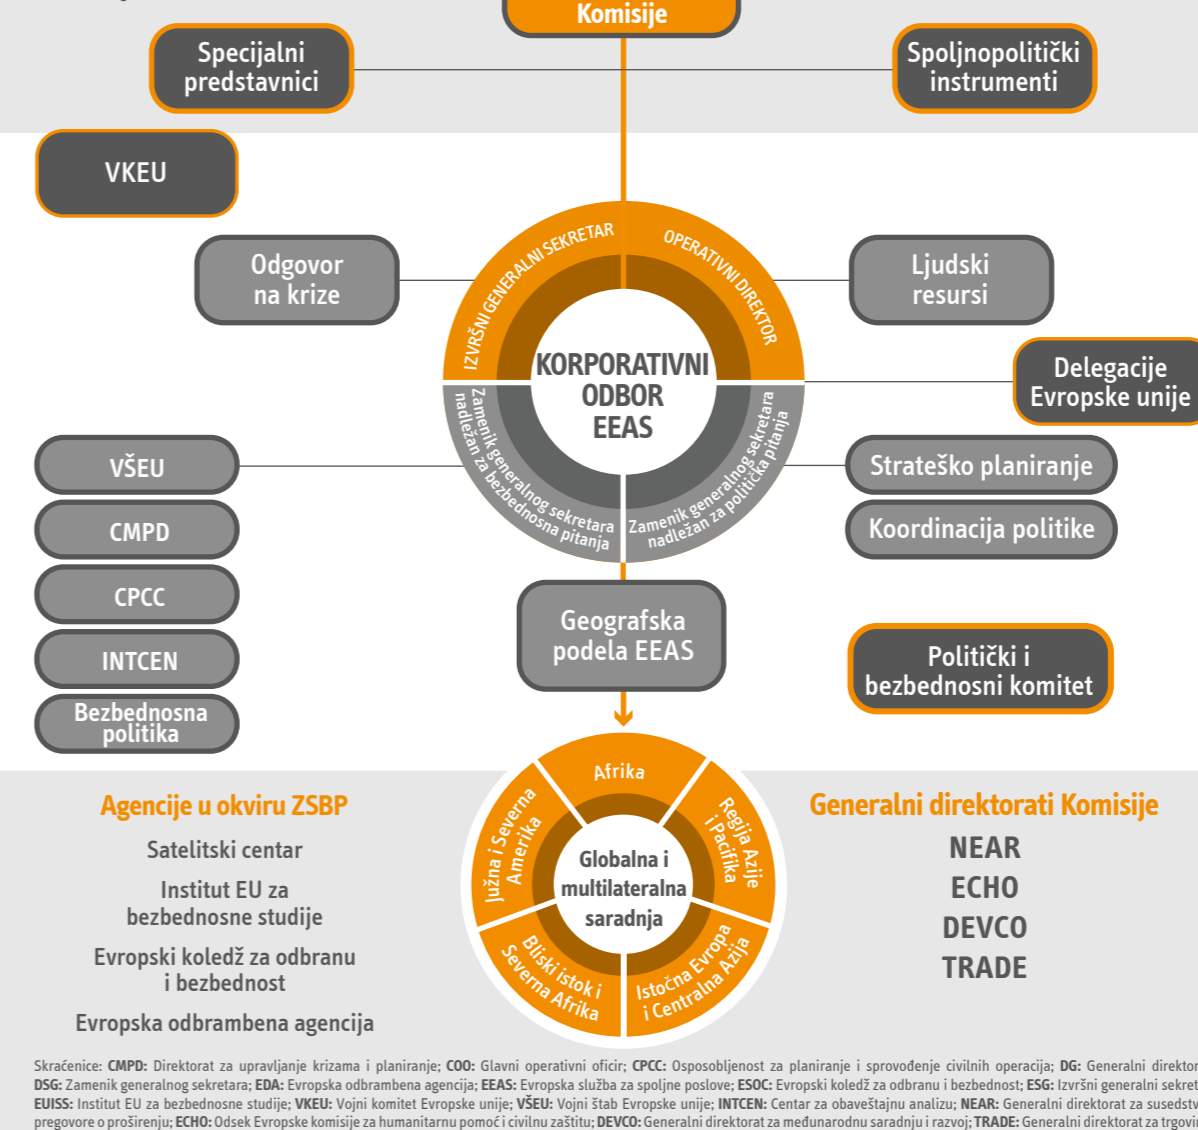 Komisije
Specijalni
predstavnici
Spoljnopolitički
instrumenti
VKEU
Odgovor
na krize
IZVRŠNI GENERALNI SEKRETAR
OPERATIVNI DIREKTOR
Ljudski
resursi
KORPORATIVNI
ODBOR
EEAS
Delegacije
Evropske unije
Zamenik generalnog sekretara
nadležan za bezbednosna pitanja
Zamenik generalnog sekretara
nadležan za politička pitanja
VŠEU
CMPD
CPCC
INTCEN
Bezbednosna
politika
Strateško planiranje
Koordinacija politike
Geografska
podela EEAS
Politički i
bezbednosni komitet
Agencije u okviru ZSBP
Satelitski centar
Institut EU za
bezbednosne studije
Evropski koledž za odbranu
i bezbednost
Evropska odbrambena agencija
Afrika
Regija Azije
i Pacifika
Istočna Evropa
i Centralna Azija
Bliski istok i
Severna Afrika
Južna i Severna
Amerika
Globalna i
multilateralna
saradnja
Generalni direktorati Komisije
NEAR
ECHO
DEVCO
TRADE
Skraćenice: CMPD: Direktorat za upravljanje krizama i planiranje; COO: Glavni operativni oficir; CPCC: Osposobljenost za planiranje i sprovođenje civilnih operacija; DG: Generalni direktor
DSG: Zamenik generalnog sekretara; EDA: Evropska odbrambena agencija; EEAS: Evropska služba za spoljne poslove; ESOC: Evropski koledž za odbranu i bezbednost; ESG: Izvršni generalni sekret
EUISS: Institut EU za bezbednosne studije; VKEU: Vojni komitet Evropske unije; VŠEU: Vojni štab Evropske unije; INTCEN: Centar za obaveštajnu analizu; NEAR: Generalni direktorat za susedstv
pregovore o proširenju; ECHO: Odsek Evropske komisije za humanitarnu pomoć i civilnu zaštitu; DEVCO: Generalni direktorat za međunarodnu saradnju i razvoj; TRADE: Generalni direktorat za trgovin